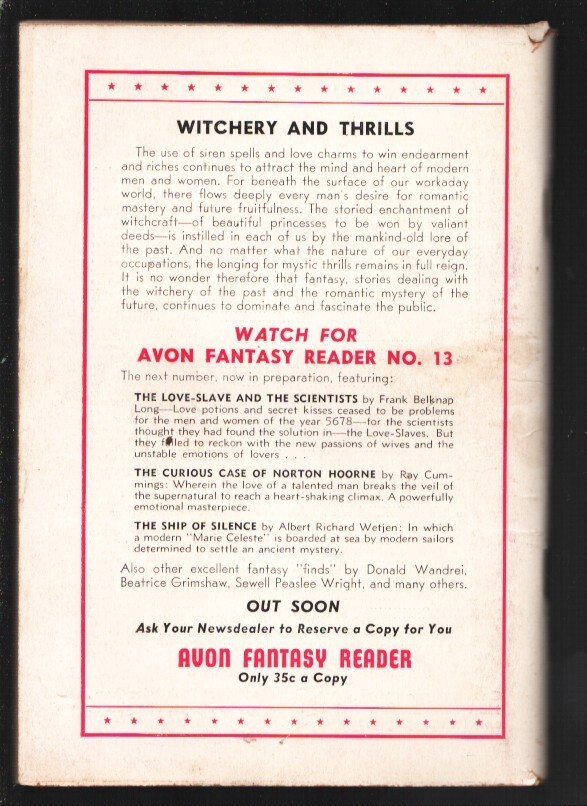 WITCHERY AND THRILLS
The use of siren spells and love charms to win endearment
and riches continues to attract the mind and heart of modern
men and women. For beneath the surface of our workaday
world, there flows deeply every man's desire for romantic
mastery and future fruitfulness. The storied enchantment of
witchcraft—of beautiful princesses to be won by valiant
deeds—is instilled in each of us by the mankind-old lore of
the past. And no matter what the nature of our everyday
occupations, the longing for mystic thrills remains in full reign.
It is no wonder therefore that fantasy, stories dealing with
the witchery of the past and the romantic mystery of the
future, continues to dominate and fascinate the public.
WATCH FOR
AVON FANTASY READER NO. 13
The next number, now in preparation, featuring:
THE LOVE-SLAVE AND THE SCIENTISTS by Frank Belknap
Long—Love potions and secret kisses ceased to be problems
for the men and women of the year 5678—for the scientists
thought they had found the solution in—the Love-Slaves. But
they failed to reckon with the new passions of wives and the
unstable emotions of lovers . . .
THE CURIOUS CASE OF NORTON HOORNE by Ray Cum-
mings: Wherein the love of a talented man breaks the veil of
the supernatural to reach a heart-shaking climax. A powerfully
emotional masterpiece.
THE SHIP OF SILENCE by Albert Richard Wetjen: In which
a modern "Marie Celeste" is boarded at sea by modern sailors
determined to settle an ancient mystery.
Also other excellent fantasy "finds" by Donald Wandrei,
Beatrice Grimshaw, Sewell Peaslee Wright, and many others.
OUT SOON
Ask Your Newsdealer to Reserve a Copy for You
AVON FANTASY READER
Only 35c a Copy